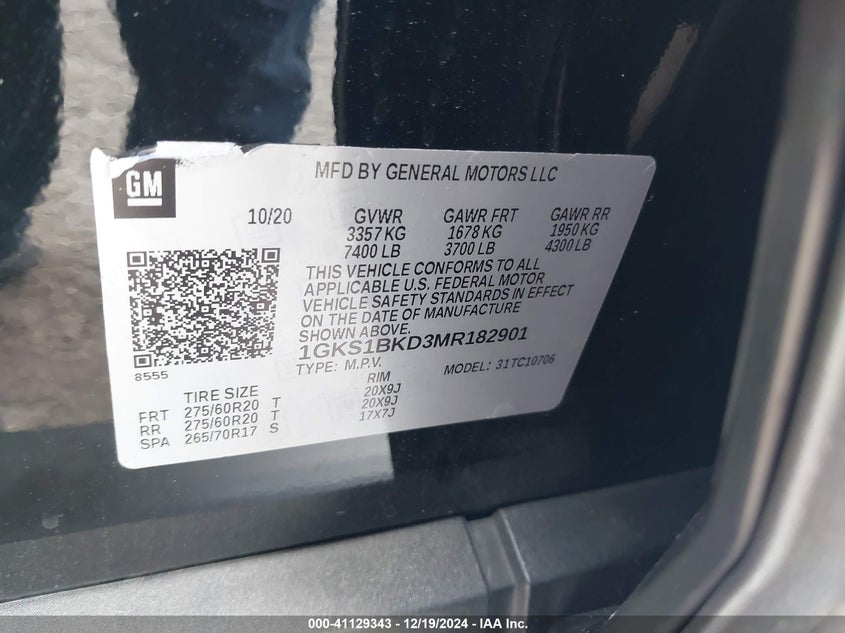 GM
MFD BY GENERAL MOTORS LLC
10/20 GVWR GAWR FRT GAWR RR
3357 KG 1678 KG 1950 KG
7400 LB 3700 LB 4300 LB
THIS VEHICLE CONFORMS TO ALL
APPLICABLE U.S. FEDERAL MOTOR
VEHICLE SAFETY STANDARDS IN EFFECT
ON THE DATE OF MANUFACTURE
SHOWN ABOVE.
1GKS1BKD3MR182901
TYPE: M.P.V. MODEL: 31TC10706
8555
TIRE SIZE RIM
FRT 275/60R20 T 20X9J
RR 275/60R20 T 20X9J
SPA 265/70R17 S 17X7J
000-41129343 - 12/19/2024 - IAA Inc.